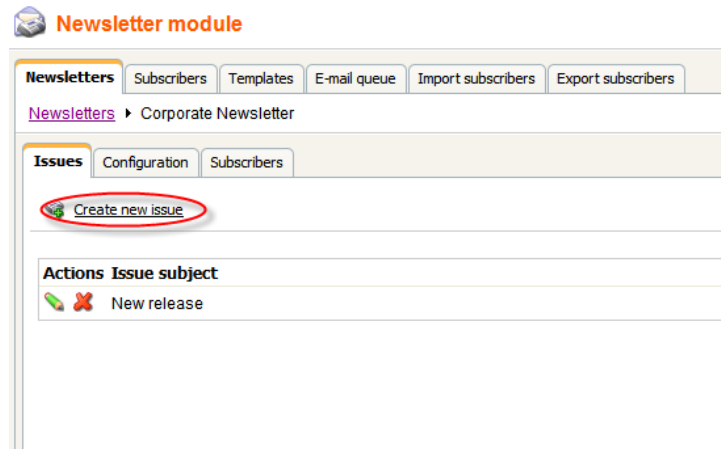 Newsletter module
Newsletters Subscribers Templates E-mail queue Import subscribers Export subscribers
Newsletters Corporate Newsletter
Issues Configuration Subscribers
Create new issue
Actions Issue subject
New release